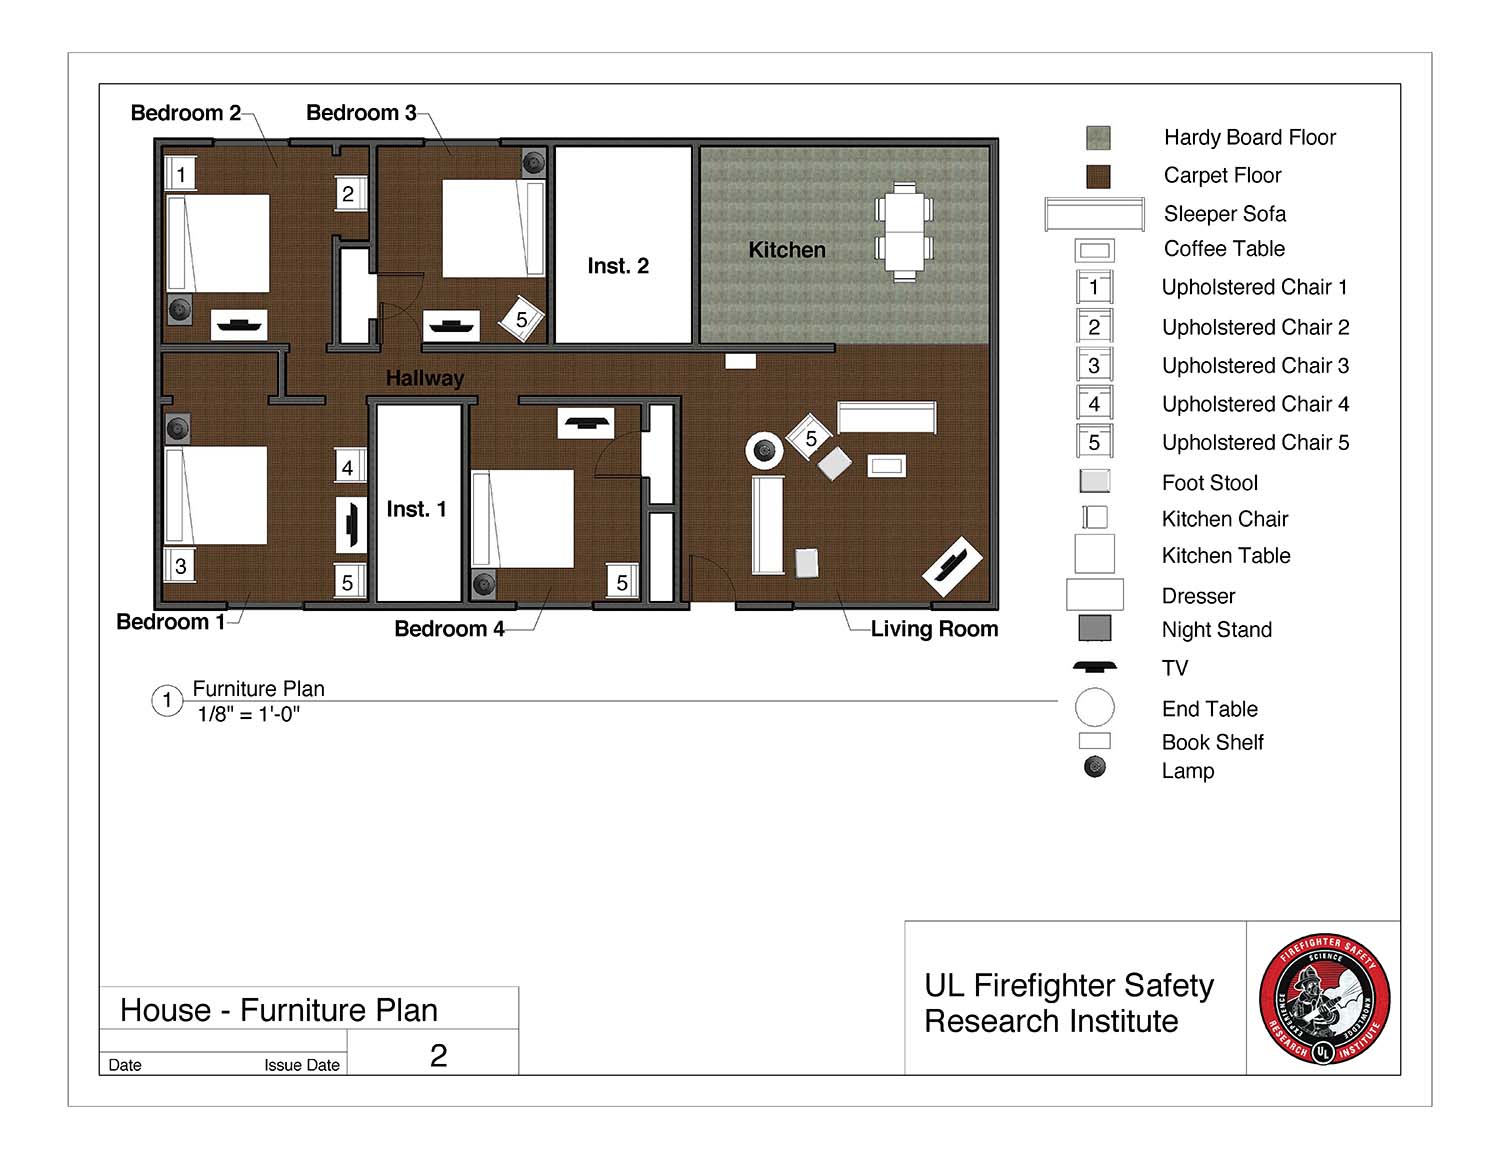 Bedroom 2
Bedroom 3
1
2
5
Inst. 2
Kitchen
Hallway
4
3
5
Inst. 1
5
5
Bedroom 1
Bedroom 4
Living Room
Hardy Board Floor
Carpet Floor
Sleeper Sofa
Coffee Table
1 Upholstered Chair 1
2 Upholstered Chair 2
3 Upholstered Chair 3
4 Upholstered Chair 4
5 Upholstered Chair 5
Foot Stool
Kitchen Chair
Kitchen Table
Dresser
Night Stand
TV
End Table
Book Shelf
Lamp
1 Furniture Plan
1/8" = 1'-0"
House - Furniture Plan
Date Issue Date 2
UL Firefighter Safety
Research Institute
FIREFIGHTER SAFETY
SCIENCE
EXPERIENCE
KNOWLEDGE
RESEARCH INSTITUTE
UL